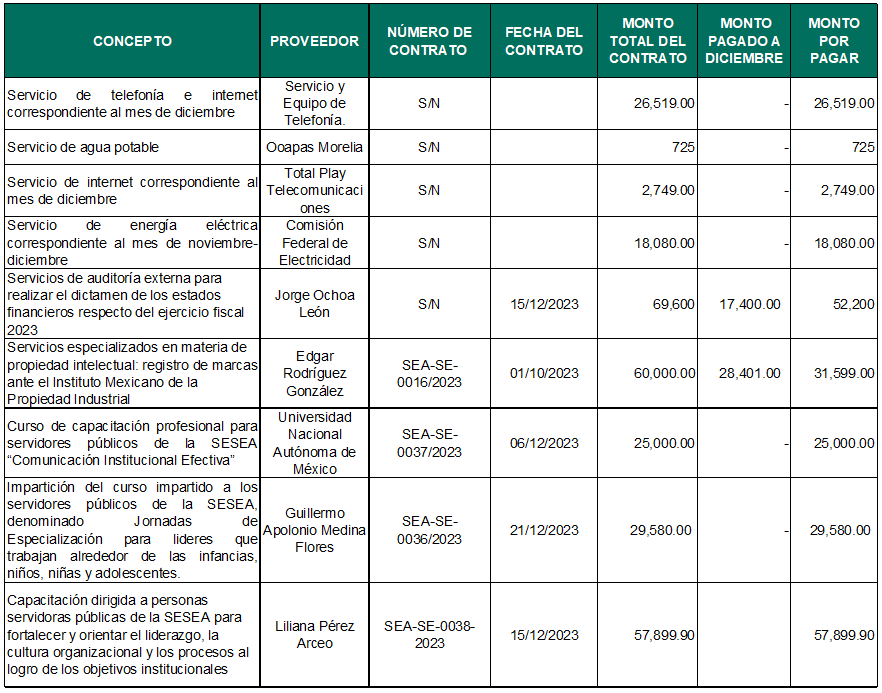 CONCEPTO
PROVEEDOR
NÚMERO DE
CONTRATO
FECHA DEL
CONTRATO
MONTO
TOTAL DEL
CONTRATO
MONTO
PAGADO A
DICIEMBRE
MONTO
POR
PAGAR
Servicio de telefonía e internet
correspondiente al mes de diciembre
Servicio y
Equipo de
Telefonía.
S/N
26,519.00
-
26,519.00
Servicio de agua potable
Ooapas Morelia
S/N
725
-
725
Servicio de internet correspondiente al
mes de diciembre
Total Play
Telecomunicaci
ones
S/N
2,749.00
-
2,749.00
Servicio de energía eléctrica
correspondiente al mes de noviembre-
diciembre
Comisión
Federal de
Electricidad
S/N
18,080.00
-
18,080.00
Servicios de auditoría externa para
realizar el dictamen de los estados
financieros respecto del ejercicio fiscal
2023
Jorge Ochoa
León
S/N
15/12/2023
69,600
17,400.00
52,200
Servicios especializados en materia de
propiedad intelectual: registro de marcas
ante el Instituto Mexicano de la
Propiedad Industrial
Edgar
Rodríguez
González
SEA-SE-
0016/2023
01/10/2023
60,000.00
28,401.00
31,599.00
Curso de capacitación profesional para
servidores públicos de la SESEA
“Comunicación Institucional Efectiva”
Universidad
Nacional
Autónoma de
México
SEA-SE-
0037/2023
06/12/2023
25,000.00
-
25,000.00
Impartición del curso impartido a los
servidores públicos de la SESEA,
denominado Jornadas de
Especialización para lideres que
trabajan alrededor de las infancias,
niños, niñas y adolescentes.
Guillermo
Apolonio Medina
Flores
SEA-SE-
0036/2023
21/12/2023
29,580.00
-
29,580.00
Capacitación dirigida a personas
servidoras públicas de la SESEA para
fortalecer y orientar el liderazgo, la
cultura organizacional y los procesos al
logro de los objetivos institucionales
Liliana Pérez
Arceo
SEA-SE-0038-
2023
15/12/2023
57,899.90
57,899.90